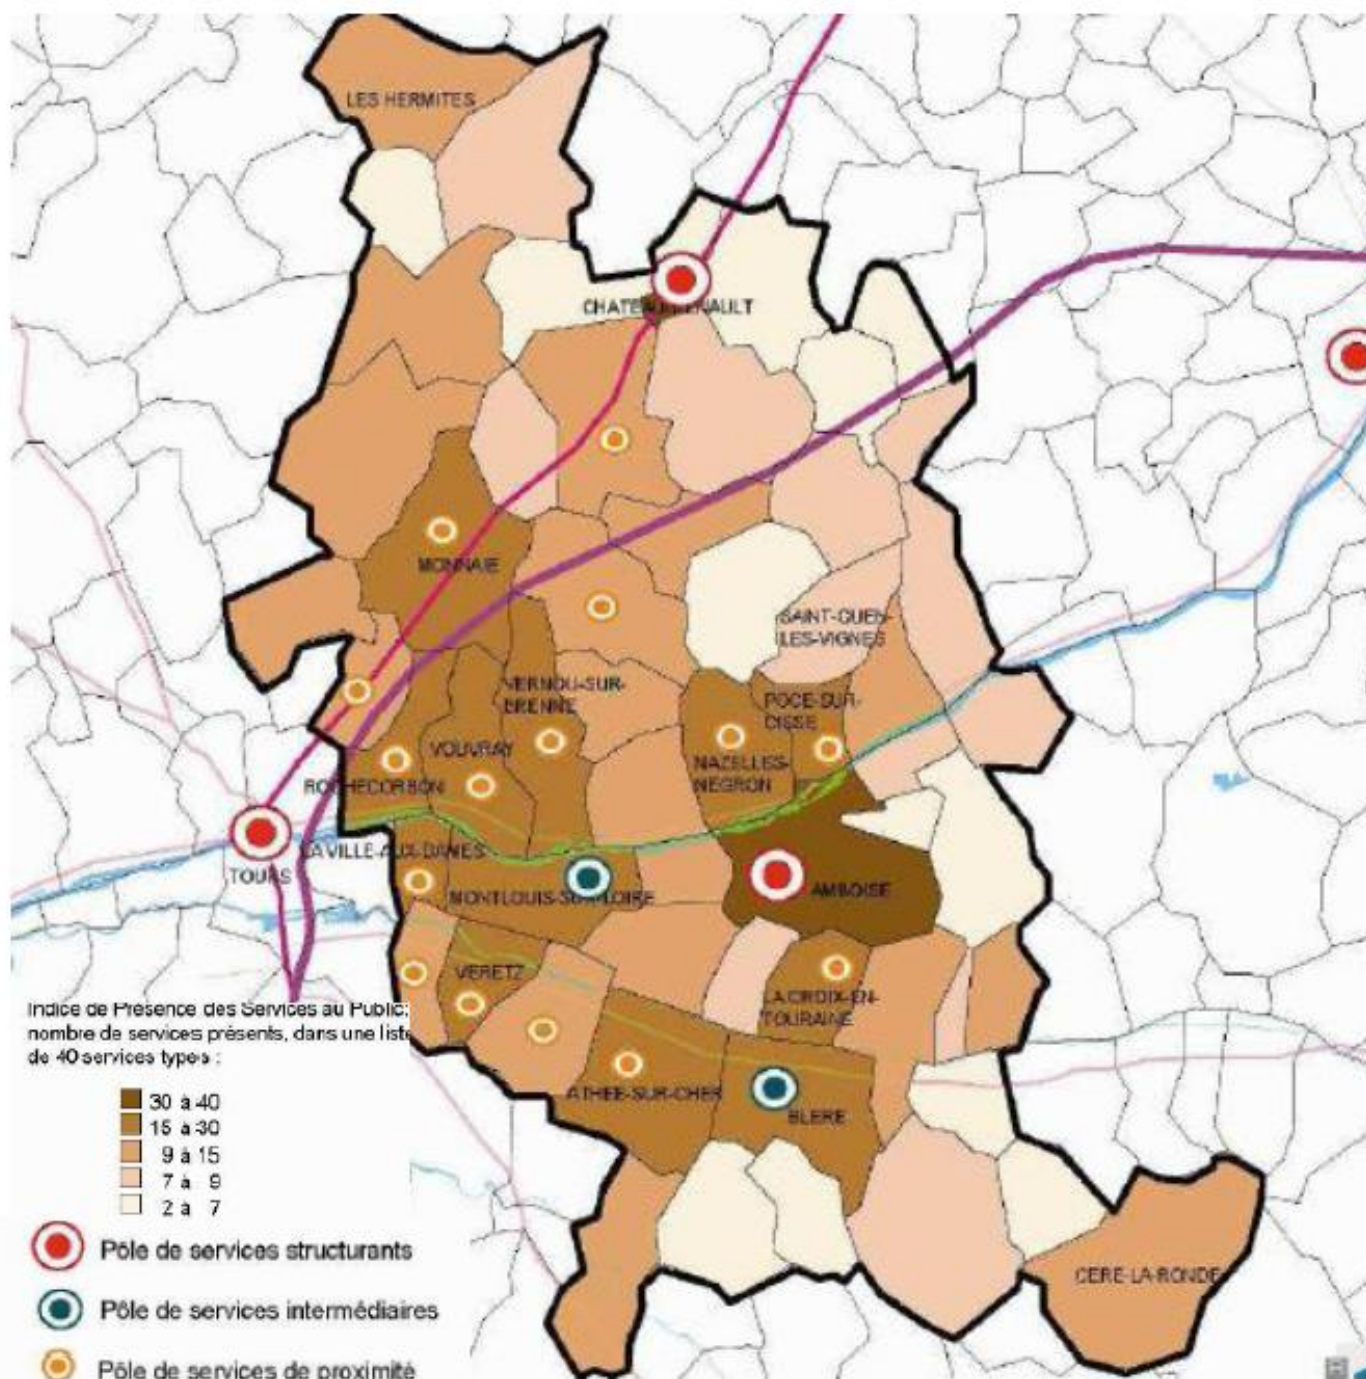 LES HERMITES
CHATEAU-RENAULT
MONNAIE
SAINT-OUEN-
LES-VIGNES
VERNOU-SUR-
BRENNE
POCE-SUR-
CISSE
VOUVRAY
NAZELLES-
NEGRON
ROCHECORBON
LA VILLE-AUX-DAMES
TOURS
MONTLOUIS-SUR-LOIRE
AMBOISE
VERETZ
LA CROIX-EN-
TOURAINE
ATHEE-SUR-CHER
BLERE
CERE-LA-RONDE
Indice de Présence des Services au Public:
nombre de services présents, dans une liste
de 40 services types :
30 à 40
15 à 30
9 à 15
7 à 9
2 à 7
Pôle de services structurants
Pôle de services intermédiaires
Pôle de services de proximité